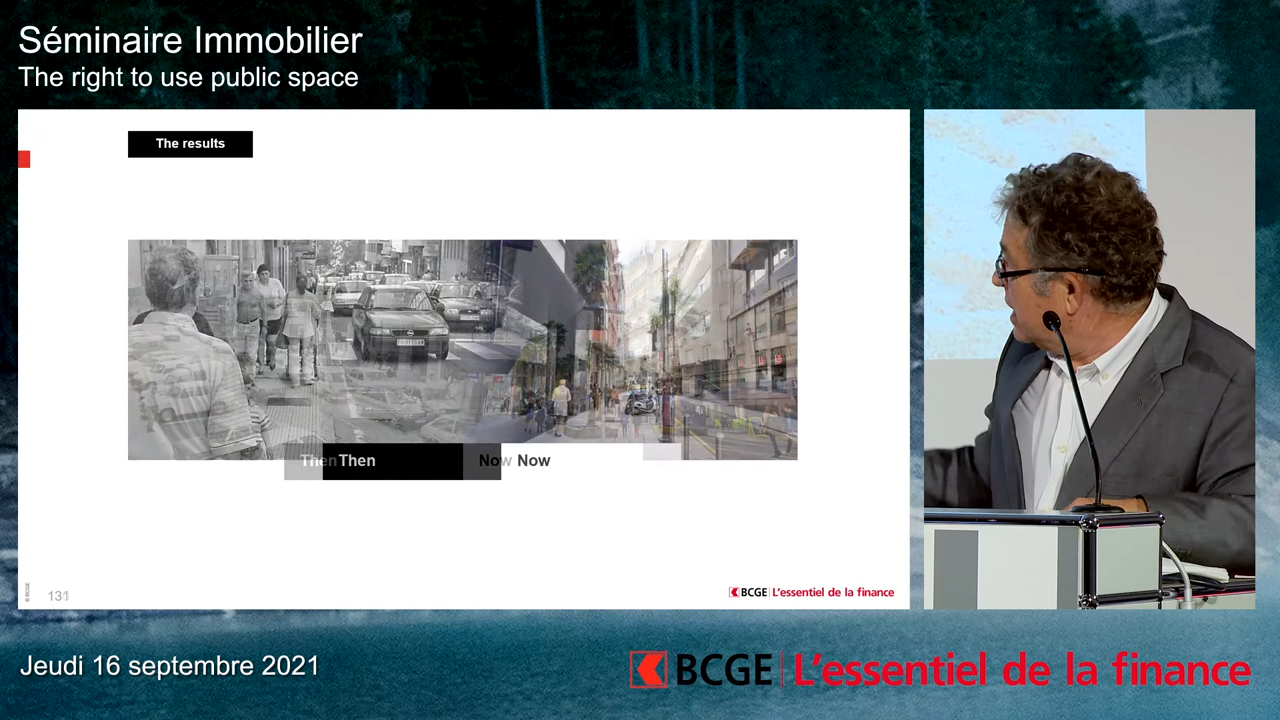 Séminaire Immobilier
The right to use public space
The results
Then Then
Now Now
© BCGE
131
BCGE L'essentiel de la finance
Jeudi 16 septembre 2021
BCGE L'essentiel de la finance